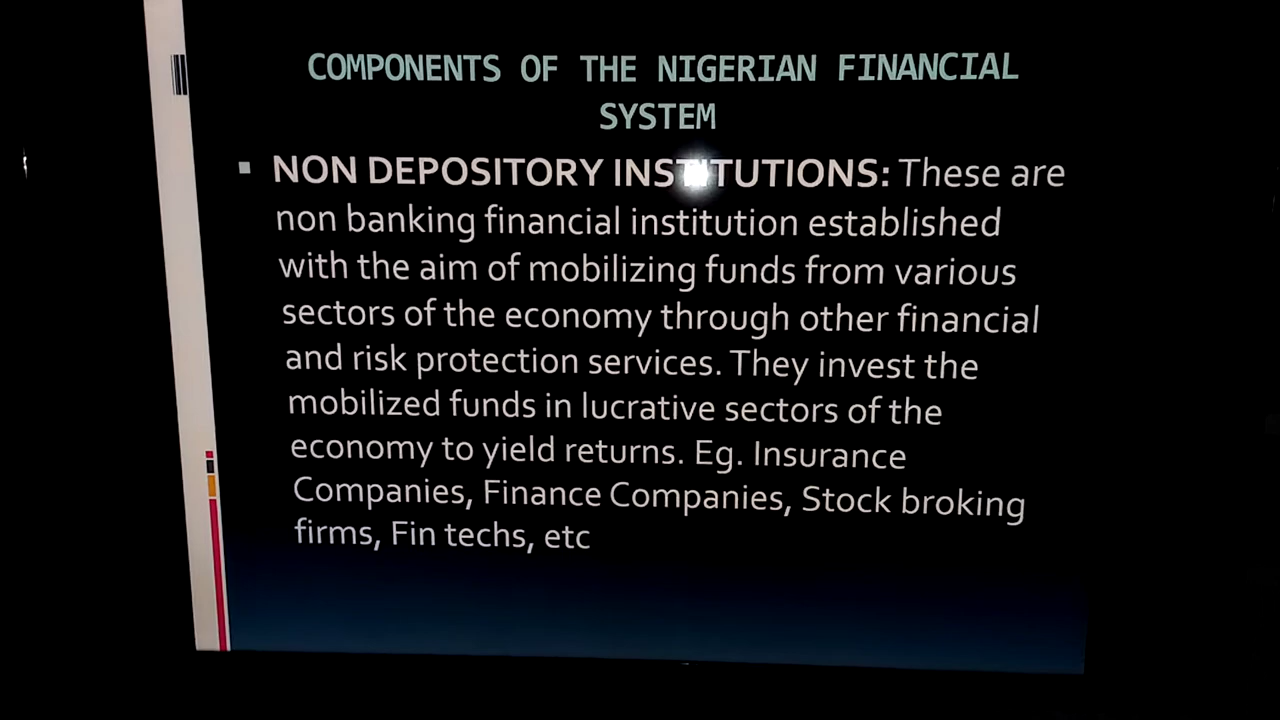 COMPONENTS OF THE NIGERIAN FINANCIAL
SYSTEM
NON DEPOSITORY INSTITUTIONS: These are
non banking financial institution established
with the aim of mobilizing funds from various
sectors of the economy through other financial
and risk protection services. They invest the
mobilized funds in lucrative sectors of the
economy to yield returns. Eg. Insurance
Companies, Finance Companies, Stock broking
firms, Fin techs, etc